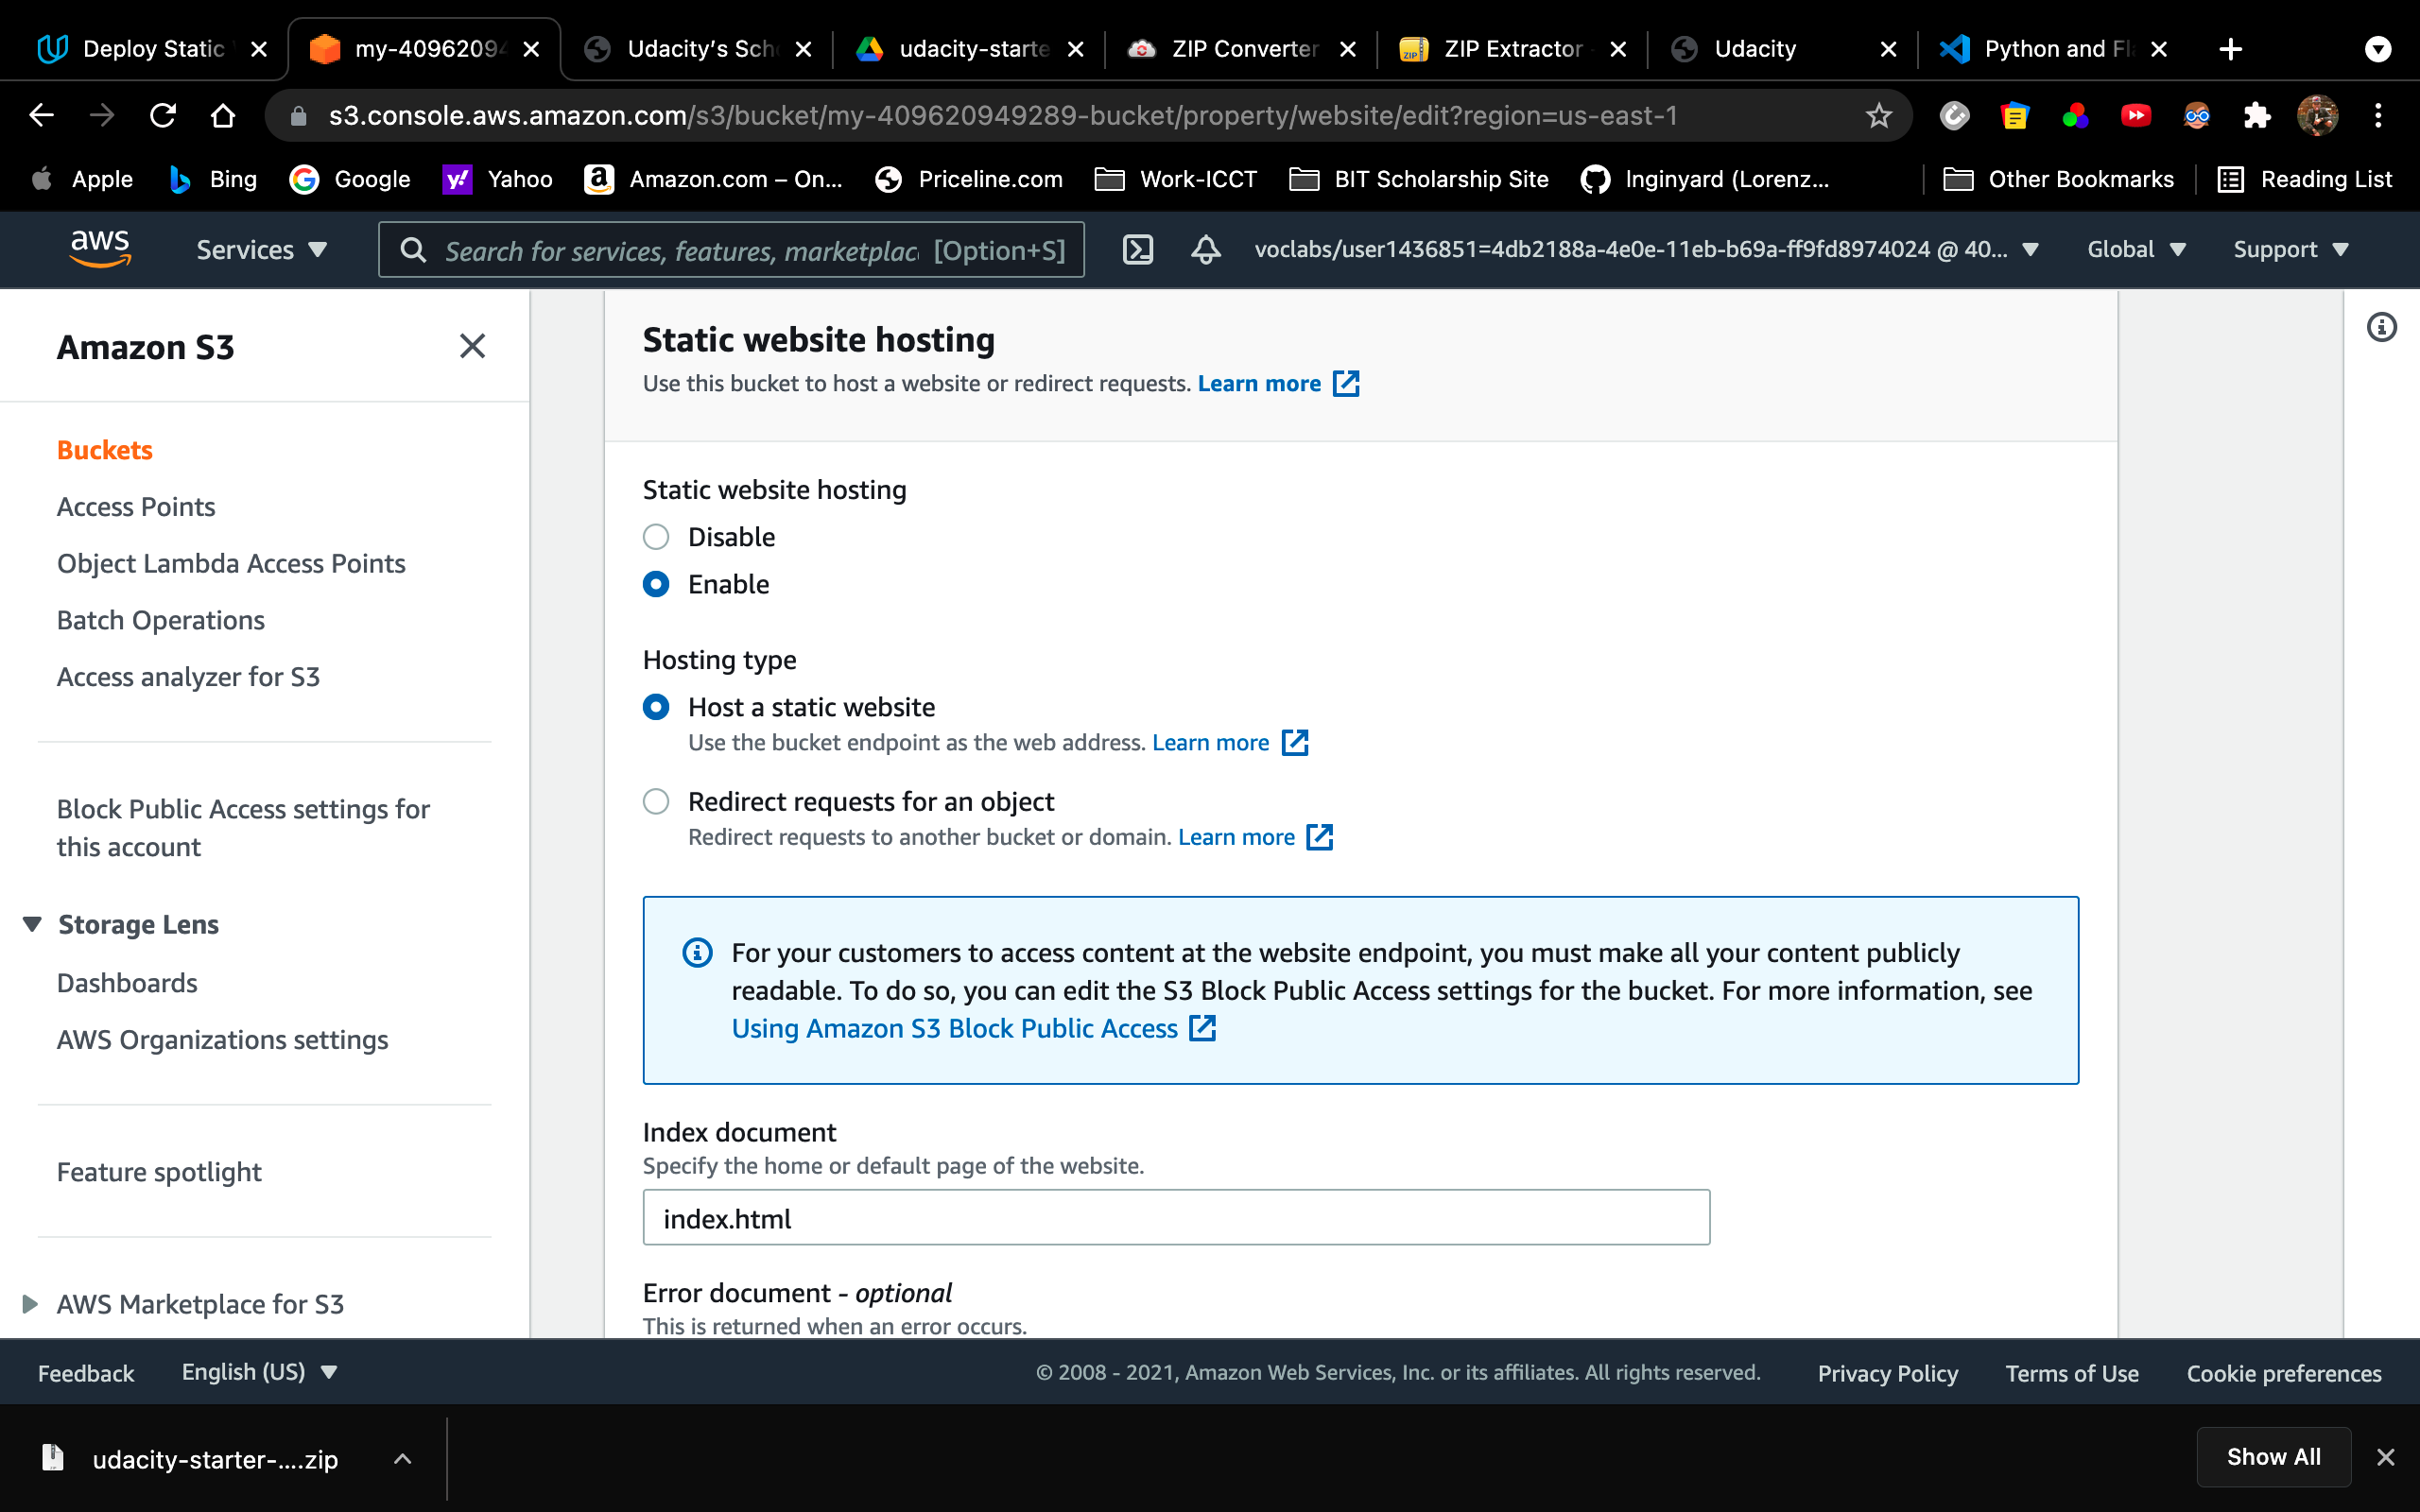 Deploy Static
my-40962094
Udacity's Sch
udacity-starte
ZIP Converter
ZIP Extractor
Udacity
Python and Fl
s3.console.aws.amazon.com/s3/bucket/my-409620949289-bucket/property/website/edit?region=us-east-1
Apple
Bing
Google
Yahoo
Amazon.com – On...
Priceline.com
Work-ICCT
BIT Scholarship Site
Inginyard (Lorenz...
Other Bookmarks
Reading List
aws
Services
Search for services, features, marketplac [Option+S]
voclabs/user1436851=4db2188a-4e0e-11eb-b69a-ff9fd8974024 @ 40...
Global
Support
Amazon S3
Buckets
Access Points
Object Lambda Access Points
Batch Operations
Access analyzer for S3
Block Public Access settings for
this account
Storage Lens
Dashboards
AWS Organizations settings
Feature spotlight
AWS Marketplace for S3
Static website hosting
Use this bucket to host a website or redirect requests. Learn more
Static website hosting
Disable
Enable
Hosting type
Host a static website
Use the bucket endpoint as the web address. Learn more
Redirect requests for an object
Redirect requests to another bucket or domain. Learn more
For your customers to access content at the website endpoint, you must make all your content publicly
readable. To do so, you can edit the S3 Block Public Access settings for the bucket. For more information, see
Using Amazon S3 Block Public Access
Index document
Specify the home or default page of the website.
index.html
Error document - optional
This is returned when an error occurs.
Feedback
English (US)
© 2008 - 2021, Amazon Web Services, Inc. or its affiliates. All rights reserved.
Privacy Policy
Terms of Use
Cookie preferences
udacity-starter-....zip
Show All